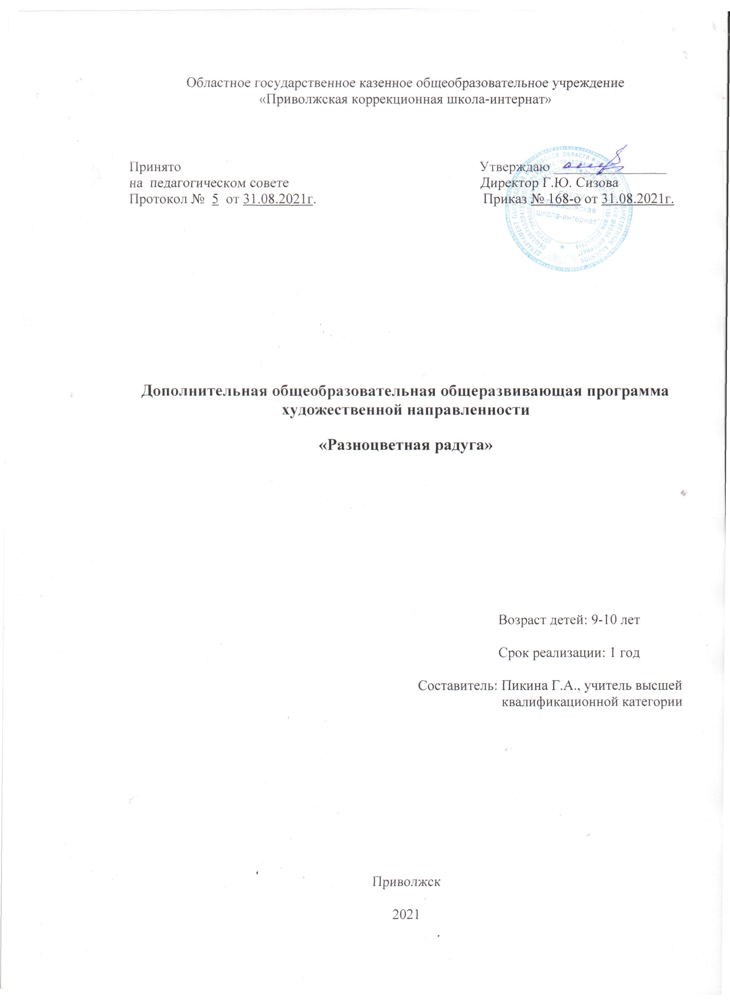 Областное государственное казенное общеобразовательное учреждение
«Приволжская коррекционная школа-интернат»
Принято
на педагогическом совете
Протокол № 5 от 31.08.2021г.
Утверждаю
Директор Г.Ю. Сизова
Приказ № 168-о от 31.08.2021г.
ОГКОУ
"Приволжская
школа-интернат"
Дополнительная общеобразовательная общеразвивающая программа
художественной направленности
«Разноцветная радуга»
Возраст детей: 9-10 лет
Срок реализации: 1 год
Составитель: Пикина Г.А., учитель высшей
квалификационной категории
Приволжск
2021